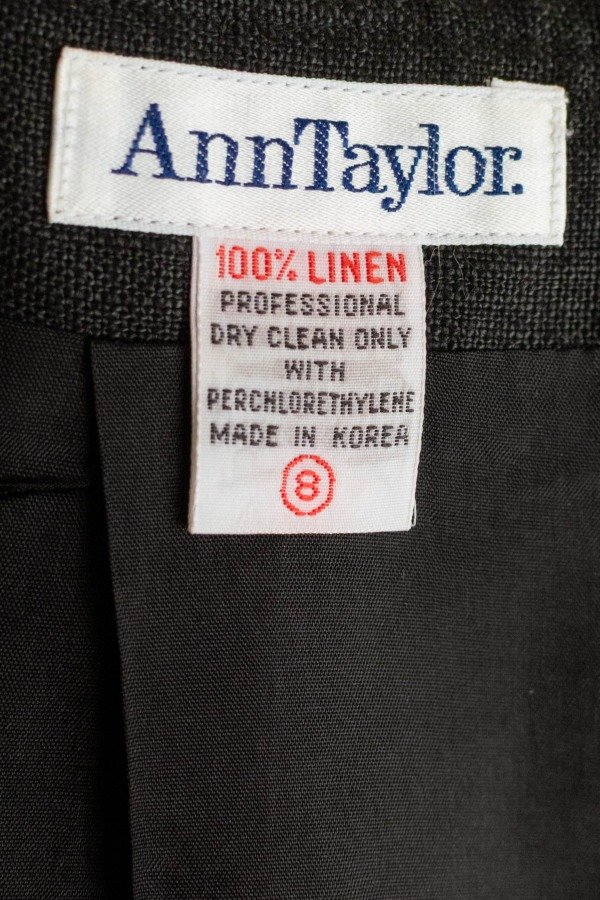 AnnTaylor.
100% LINEN
PROFESSIONAL
DRY CLEAN ONLY
WITH
PERCHLORETHYLENE
MADE IN KOREA
8